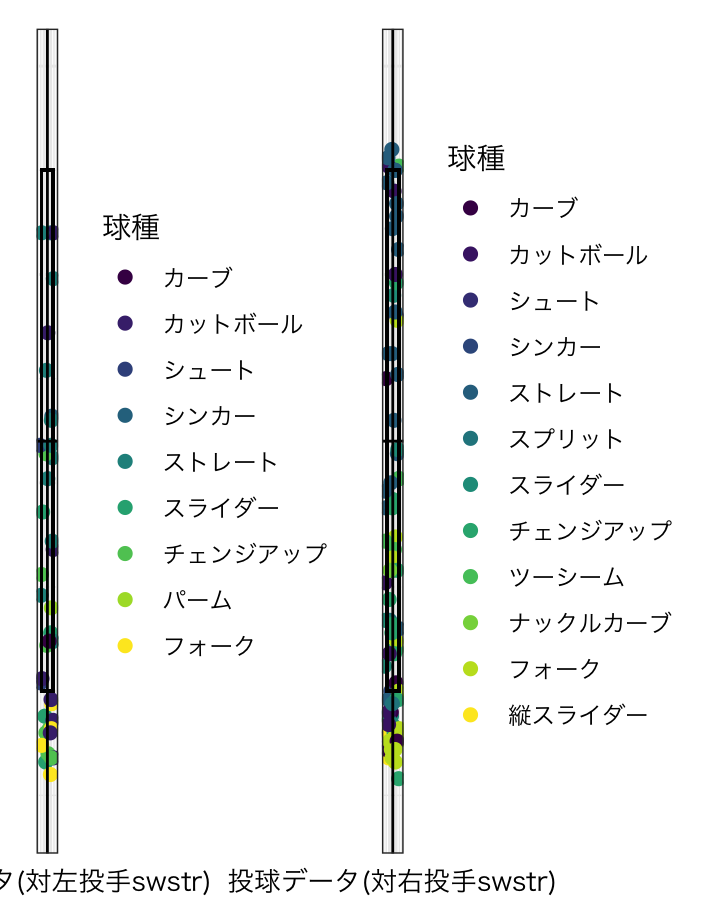 球種
カーブ
カットボール
シュート
シンカー
ストレート
スライダー
チェンジアップ
パーム
フォーク
タ(対左投手swstr)
球種
カーブ
カットボール
シュート
シンカー
ストレート
スプリット
スライダー
チェンジアップ
ツーシーム
ナックルカーブ
フォーク
縦スライダー
投球データ(対右投手swstr)